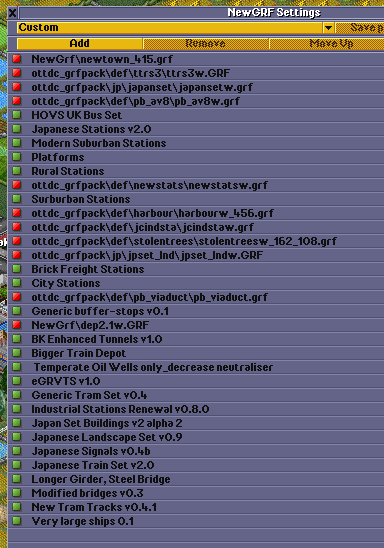 NewGRF Settings
Custom
Save p
Add
Remove
Move Up
NewGrf\newtown_415.grf
ottdc_grfpack\def\ttrs3\ttrs3w.GRF
ottdc_grfpack\jp\japanset\japansetw.grf
ottdc_grfpack\def\pb_av8\pb_av8w.grf
HOVS UK Bus Set
Japanese Stations v2.0
Modern Suburban Stations
Platforms
Rural Stations
ottdc_grfpack\def\newstats\newstatsw.grf
Surburban Stations
ottdc_grfpack\def\harbour\harbourw_456.grf
ottdc_grfpack\def\jcindsta\jcindstaw.grf
ottdc_grfpack\def\stolentrees\stolentreesw_162_108.grf
ottdc_grfpack\jp\jpset_Ind\jpset_Indw.GRF
Brick Freight Stations
City Stations
ottdc_grfpack\def\pb_viaduct\pb_viaduct.grf
Generic buffer-stops v0.1
NewGrf\dep2.1w.GRF
BK Enhanced Tunnels v1.0
Bigger Train Depot
Temperate Oil Wells only_decrease neutraliser
eGRVTS v1.0
Generic Tram Set v0.4
Industrial Stations Renewal v0.8.0
Japan Set Buildings v2 alpha 2
Japanese Landscape Set v0.9
Japanese Signals v0.4b
Japanese Train Set v2.0
Longer Girder, Steel Bridge
Modified bridges v0.3
New Tram Tracks v0.4.1
Very large ships 0.1